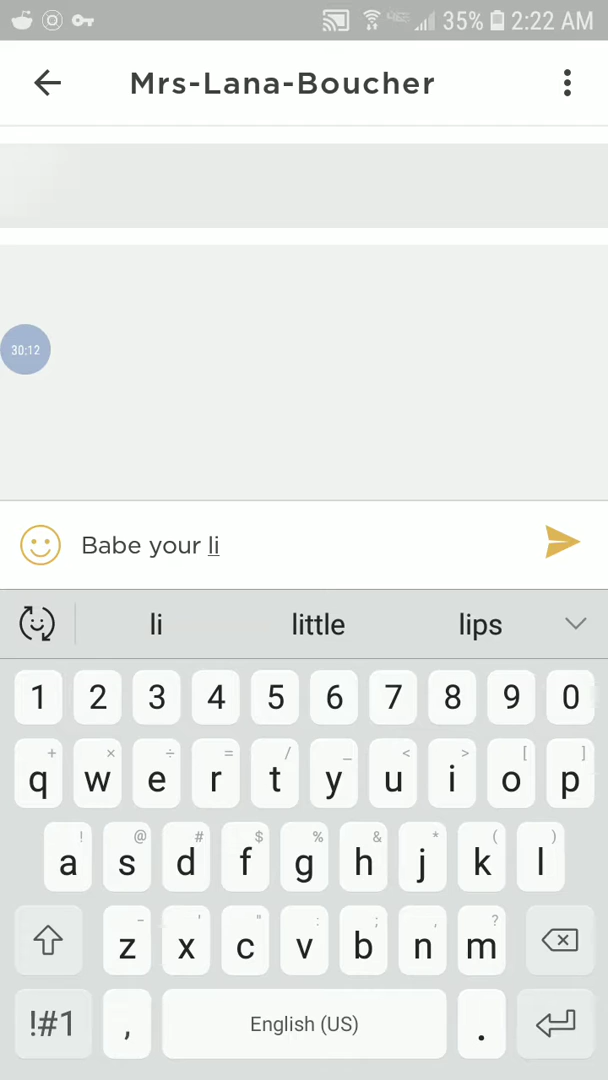 35% 2:22 AM
Mrs-Lana-Boucher
30:12
Babe your li
li little lips
1 2 3 4 5 6 7 8 9 0
+ × ÷ = / _ < > [ ]
q w e r t y u i o p
! @ # $ % & * ( )
a s d f g h j k l
- ' " : ; , ?
z x c v b n m
!#1 , English (US) .